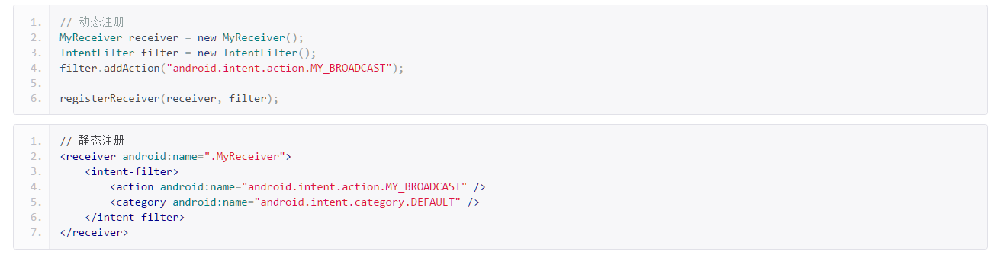 1. // 动态注册
2. MyReceiver receiver = new MyReceiver();
3. IntentFilter filter = new IntentFilter();
4. filter.addAction("android.intent.action.MY_BROADCAST");
5.
6. registerReceiver(receiver, filter);
1. // 静态注册
2. <receiver android:name=".MyReceiver">
3.     <intent-filter>
4.         <action android:name="android.intent.action.MY_BROADCAST" />
5.         <category android:name="android.intent.category.DEFAULT" />
6.     </intent-filter>
7. </receiver>